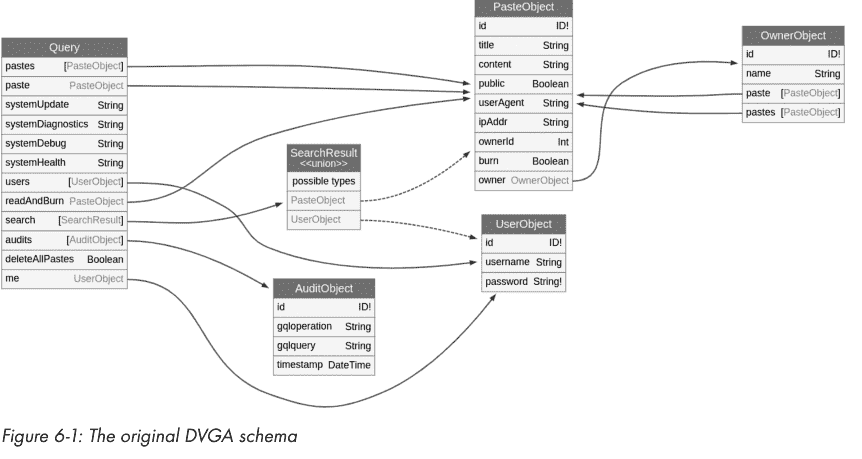 Query
pastes [PasteObject]
paste PasteObject
systemUpdate String
systemDiagnostics String
systemDebug String
systemHealth String
users [UserObject]
readAndBurn PasteObject
search [SearchResult]
audits [AuditObject]
deleteAllPastes Boolean
me UserObject
SearchResult
<<union>>
possible types
PasteObject
UserObject
AuditObject
id ID!
gqloperation String
gqlquery String
timestamp DateTime
PasteObject
id ID!
title String
content String
public Boolean
userAgent String
ipAddr String
ownerId Int
burn Boolean
owner OwnerObject
UserObject
id ID!
username String
password String!
OwnerObject
id ID!
name String
paste [PasteObject]
pastes [PasteObject]
Figure 6-1: The original DVGA schema